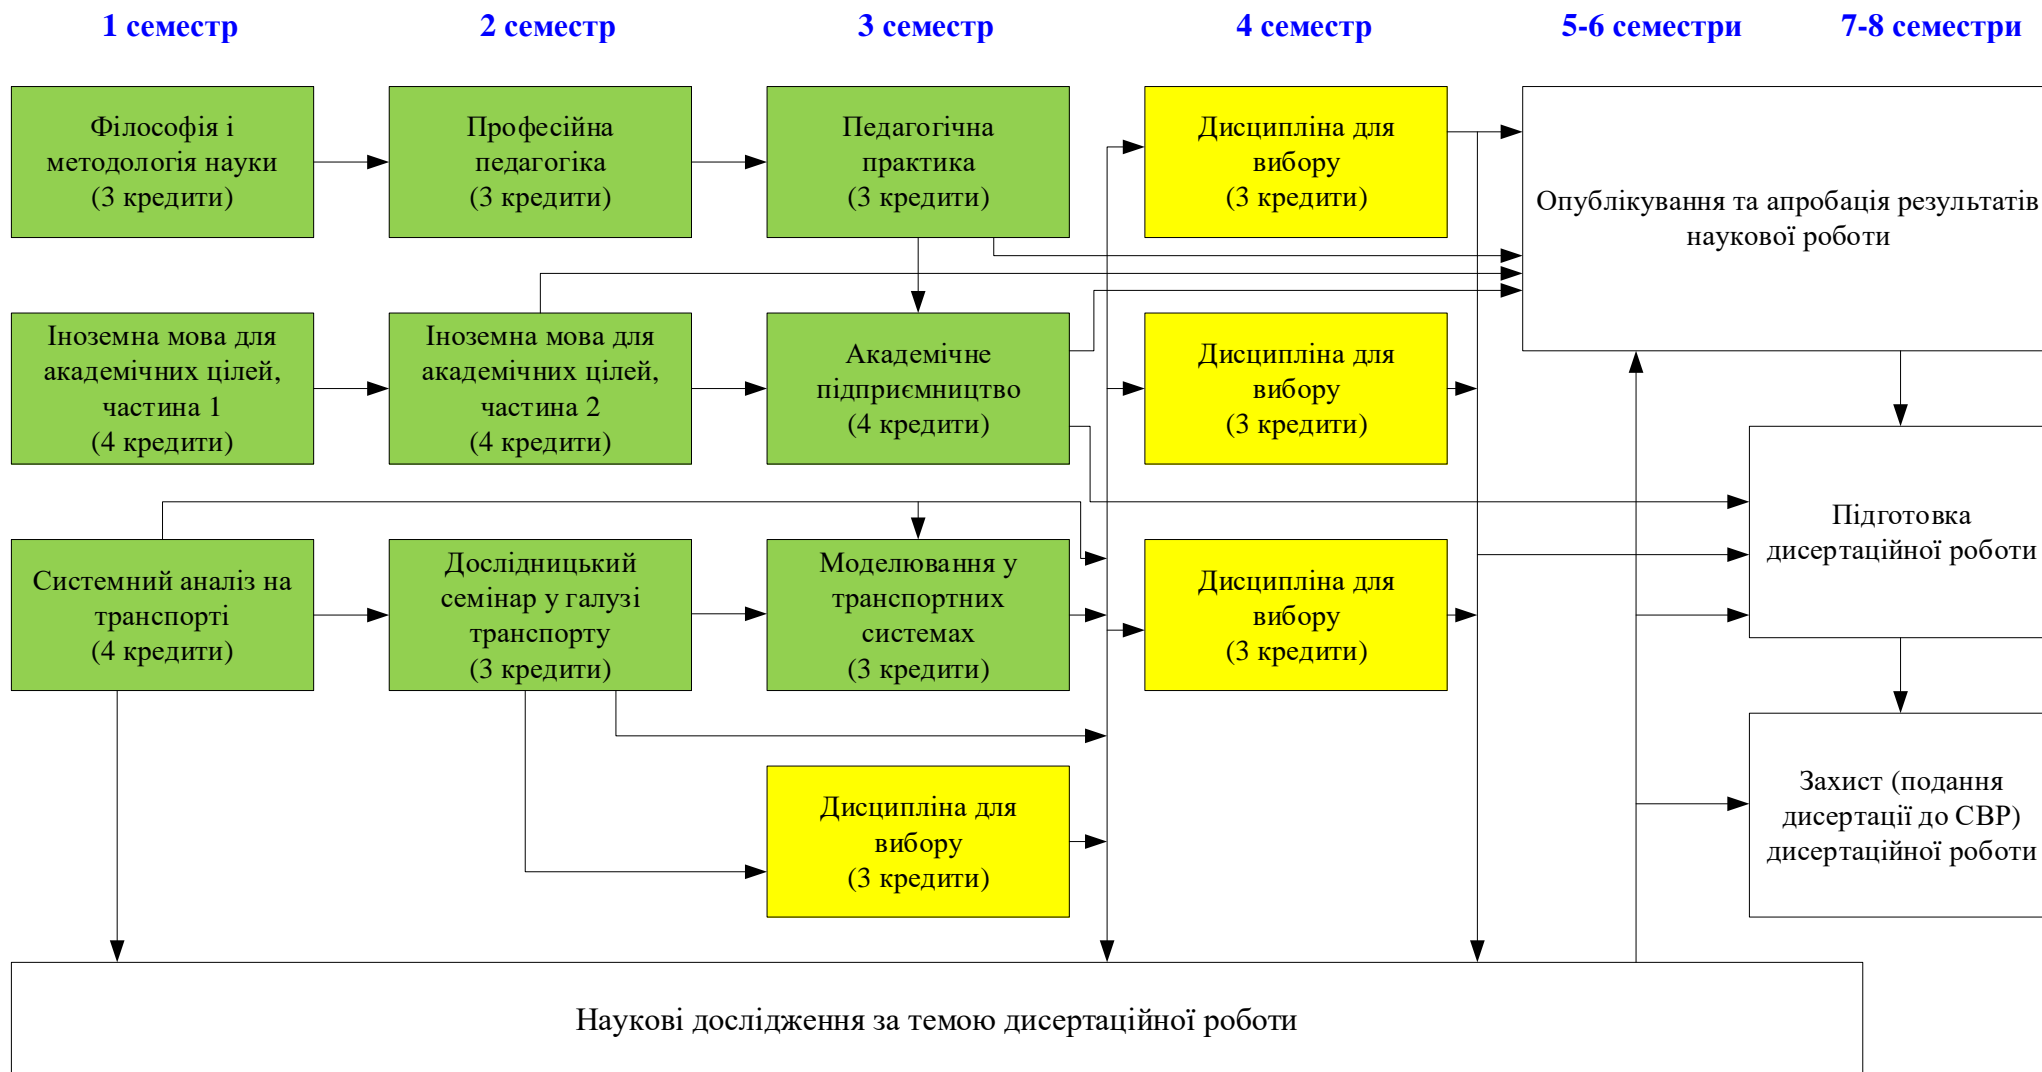 1 семестр
2 семестр
3 семестр
4 семестр
5-6 семестри
7-8 семестри
Філософія і
методологія науки
(3 кредити)
Професійна
педагогіка
(3 кредити)
Педагогічна
практика
(3 кредити)
Дисципліна для
вибору
(3 кредити)
Опублікування та апробація результатів
наукової роботи
Іноземна мова для
академічних цілей,
частина 1
(4 кредити)
Іноземна мова для
академічних цілей,
частина 2
(4 кредити)
Академічне
підприємництво
(4 кредити)
Дисципліна для
вибору
(3 кредити)
Системний аналіз на
транспорті
(4 кредити)
Дослідницький
семінар у галузі
транспорту
(3 кредити)
Моделювання у
транспортних
системах
(3 кредити)
Дисципліна для
вибору
(3 кредити)
Підготовка
дисертаційної роботи
Дисципліна для
вибору
(3 кредити)
Захист (подання
дисертації до СВР)
дисертаційної роботи
Наукові дослідження за темою дисертаційної роботи